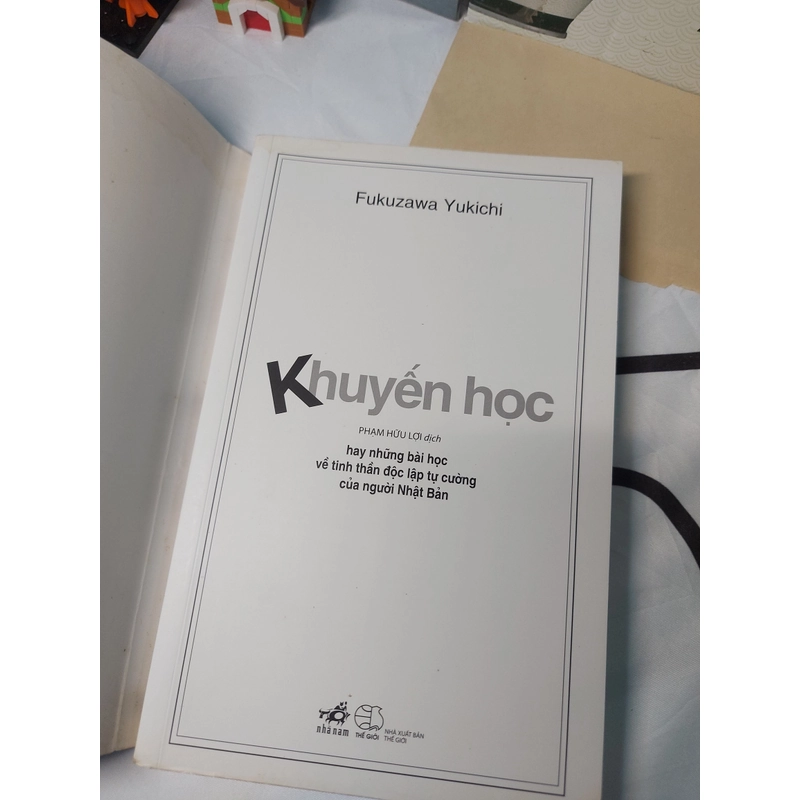 Fukuzawa Yukichi
Khuyến học
PHẠM HỮU LỢI dịch
hay những bài học
về tinh thần độc lập tự cường
của người Nhật Bản
nhã nam
THẾ GIỚI
NHÀ XUẤT BẢN
THẾ GIỚI